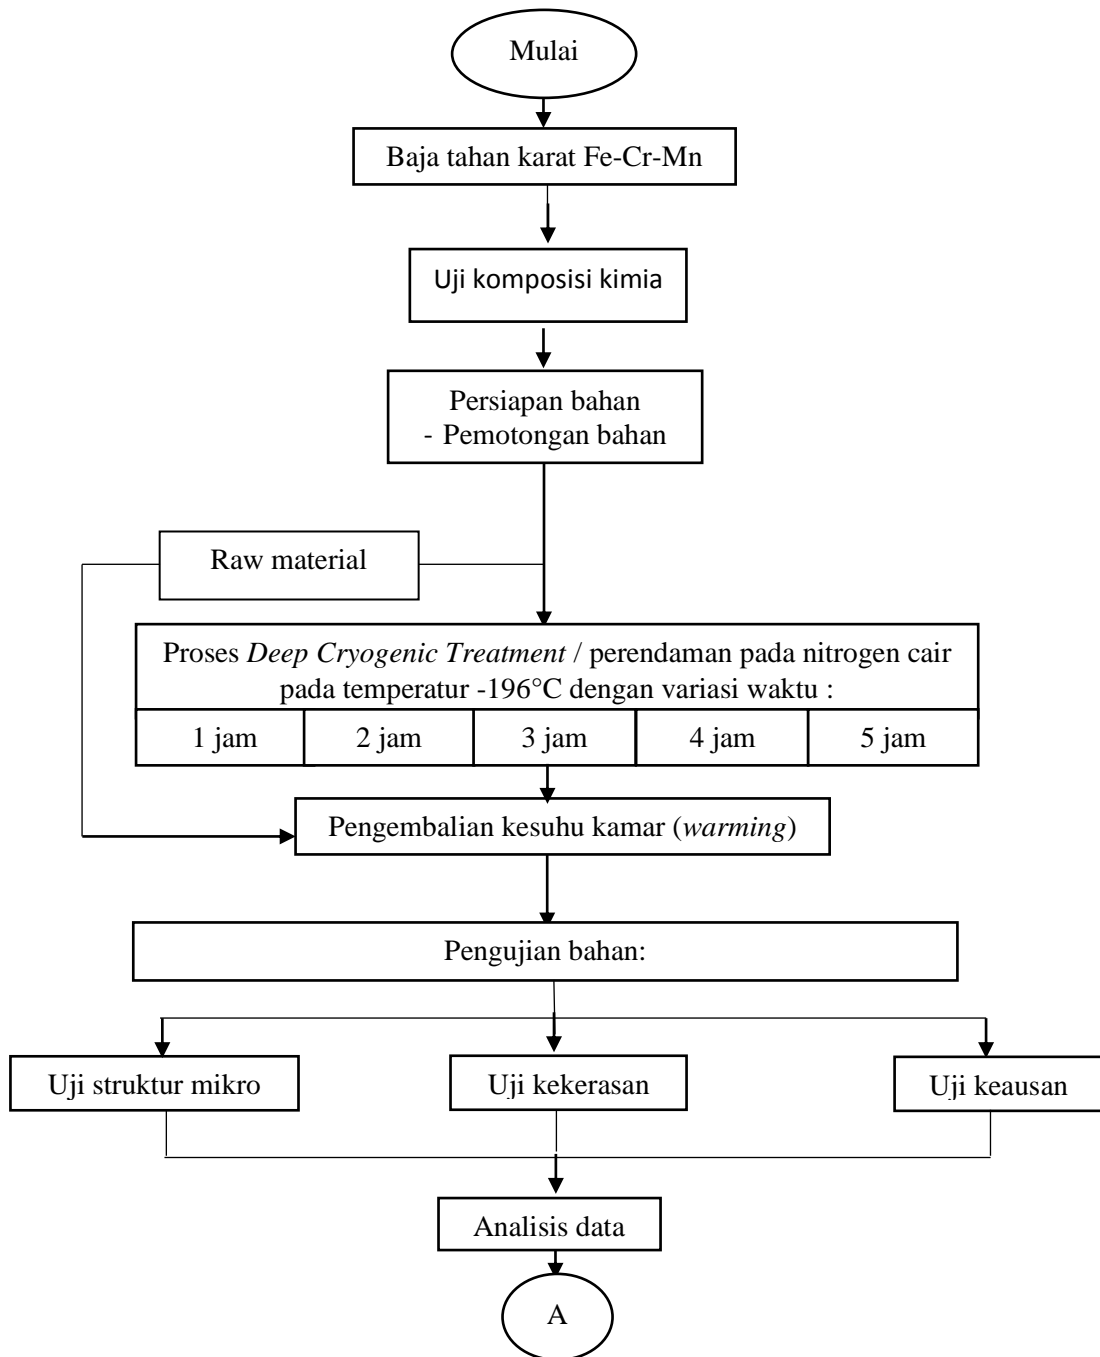 Mulai
Baja tahan karat Fe-Cr-Mn
Uji komposisi kimia
Persiapan bahan
- Pemotongan bahan
Raw material
Proses Deep Cryogenic Treatment / perendaman pada nitrogen cair
pada temperatur -196°C dengan variasi waktu :
1 jam
2 jam
3 jam
4 jam
5 jam
Pengembalian kesuhu kamar (warming)
Pengujian bahan:
Uji struktur mikro
Uji kekerasan
Uji keausan
Analisis data
A